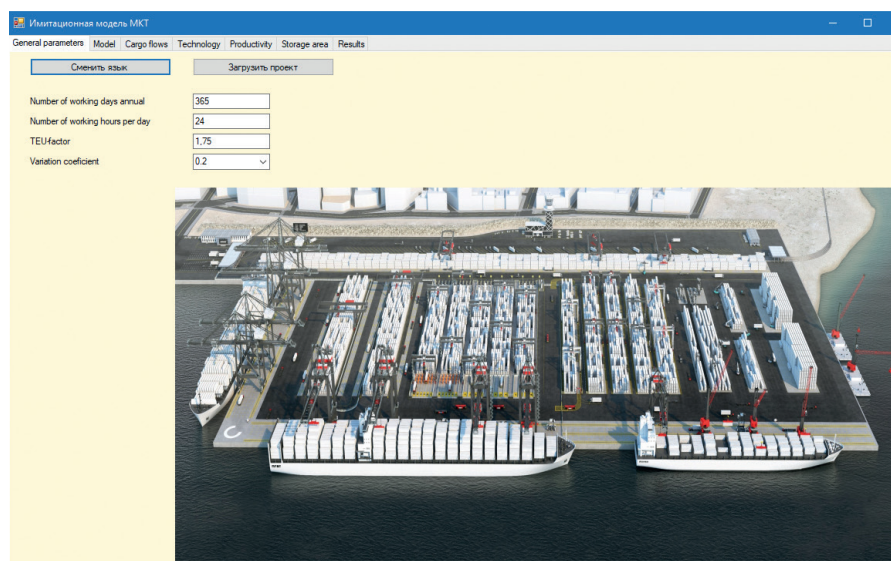 Имитационная модель МКТ
General parameters Model Cargo flows Technology Productivity Storage area Results
Сменить язык Загрузить проект
Number of working days annual 365
Number of working hours per day 24
TEU-factor 1,75
Variation coeficient 0.2